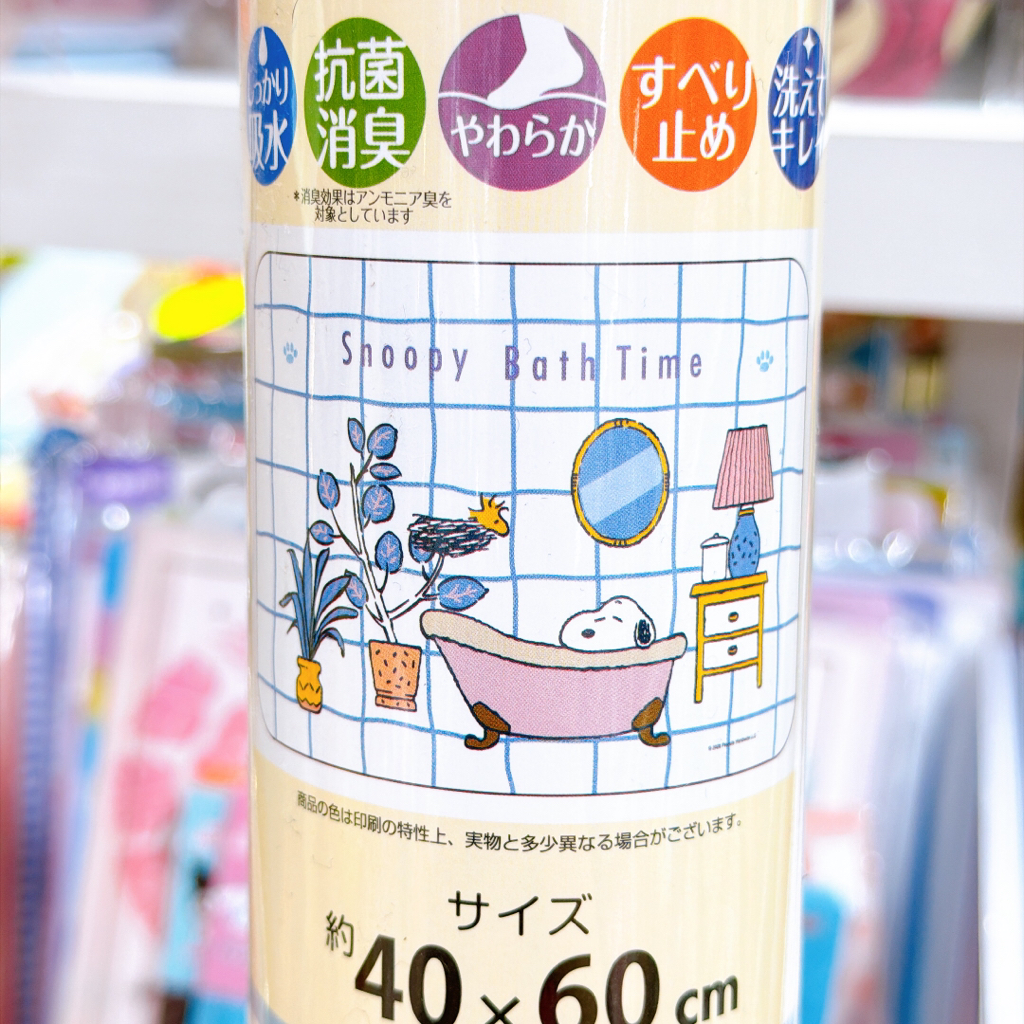 しっかり
吸水
抗菌
消臭
やわらか
すべり
止め
洗えて
キレイ
*消臭効果はアンモニア臭を
対象としています
Snoopy Bath Time
商品の色は印刷の特性上、実物と多少異なる場合がございます。
サイズ
約40×60cm